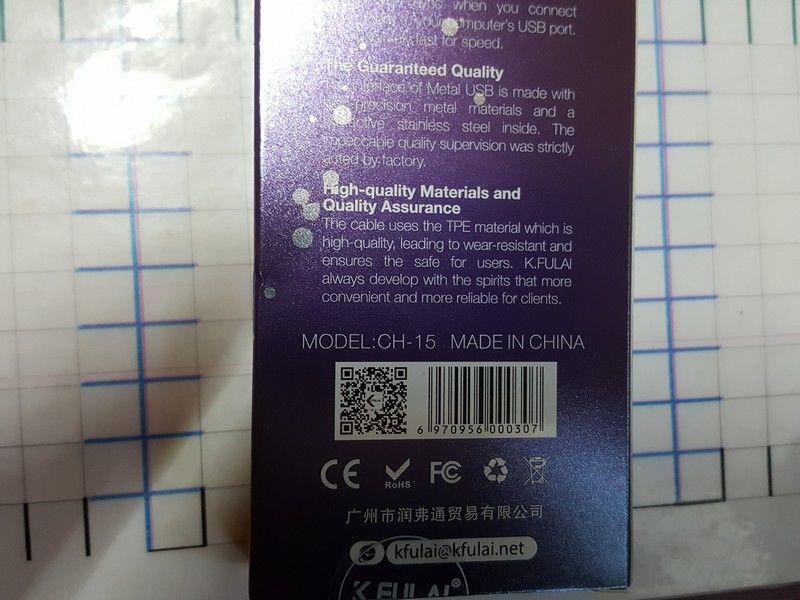 when you connect
to your computer's USB port.
fast for speed.
The Guaranteed Quality
of Metal USB is made with
precision metal materials and a
stainless steel inside. The
impeccable quality supervision was strictly
by factory.
High-quality Materials and
Quality Assurance
The cable uses the TPE material which is
high-quality, leading to wear-resistant and
ensures the safe for users. K.FULAI
always develop with the spirits that more
convenient and more reliable for clients.
MODEL:CH-15 MADE IN CHINA
6 970956 000307
CE RoHS FC
广州市润弗通贸易有限公司
kfulai@kfulai.net
K.FULAI®